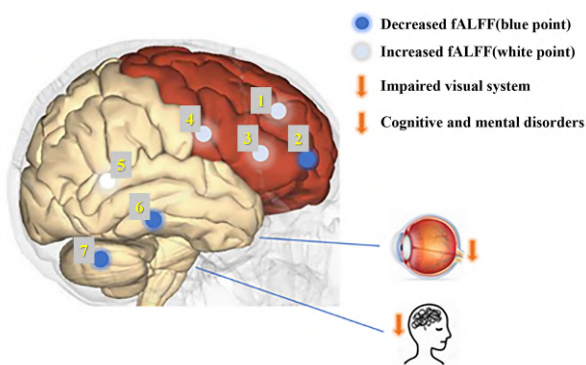 Decreased fALFF(blue point)
Increased fALFF(white point)
Impaired visual system
Cognitive and mental disorders
1
2
3
4
5
6
7